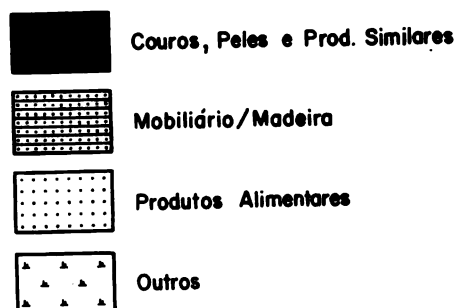 Couros, Peles e Prod. Similares
Mobiliário/Madeira
Produtos Alimentares
Outros